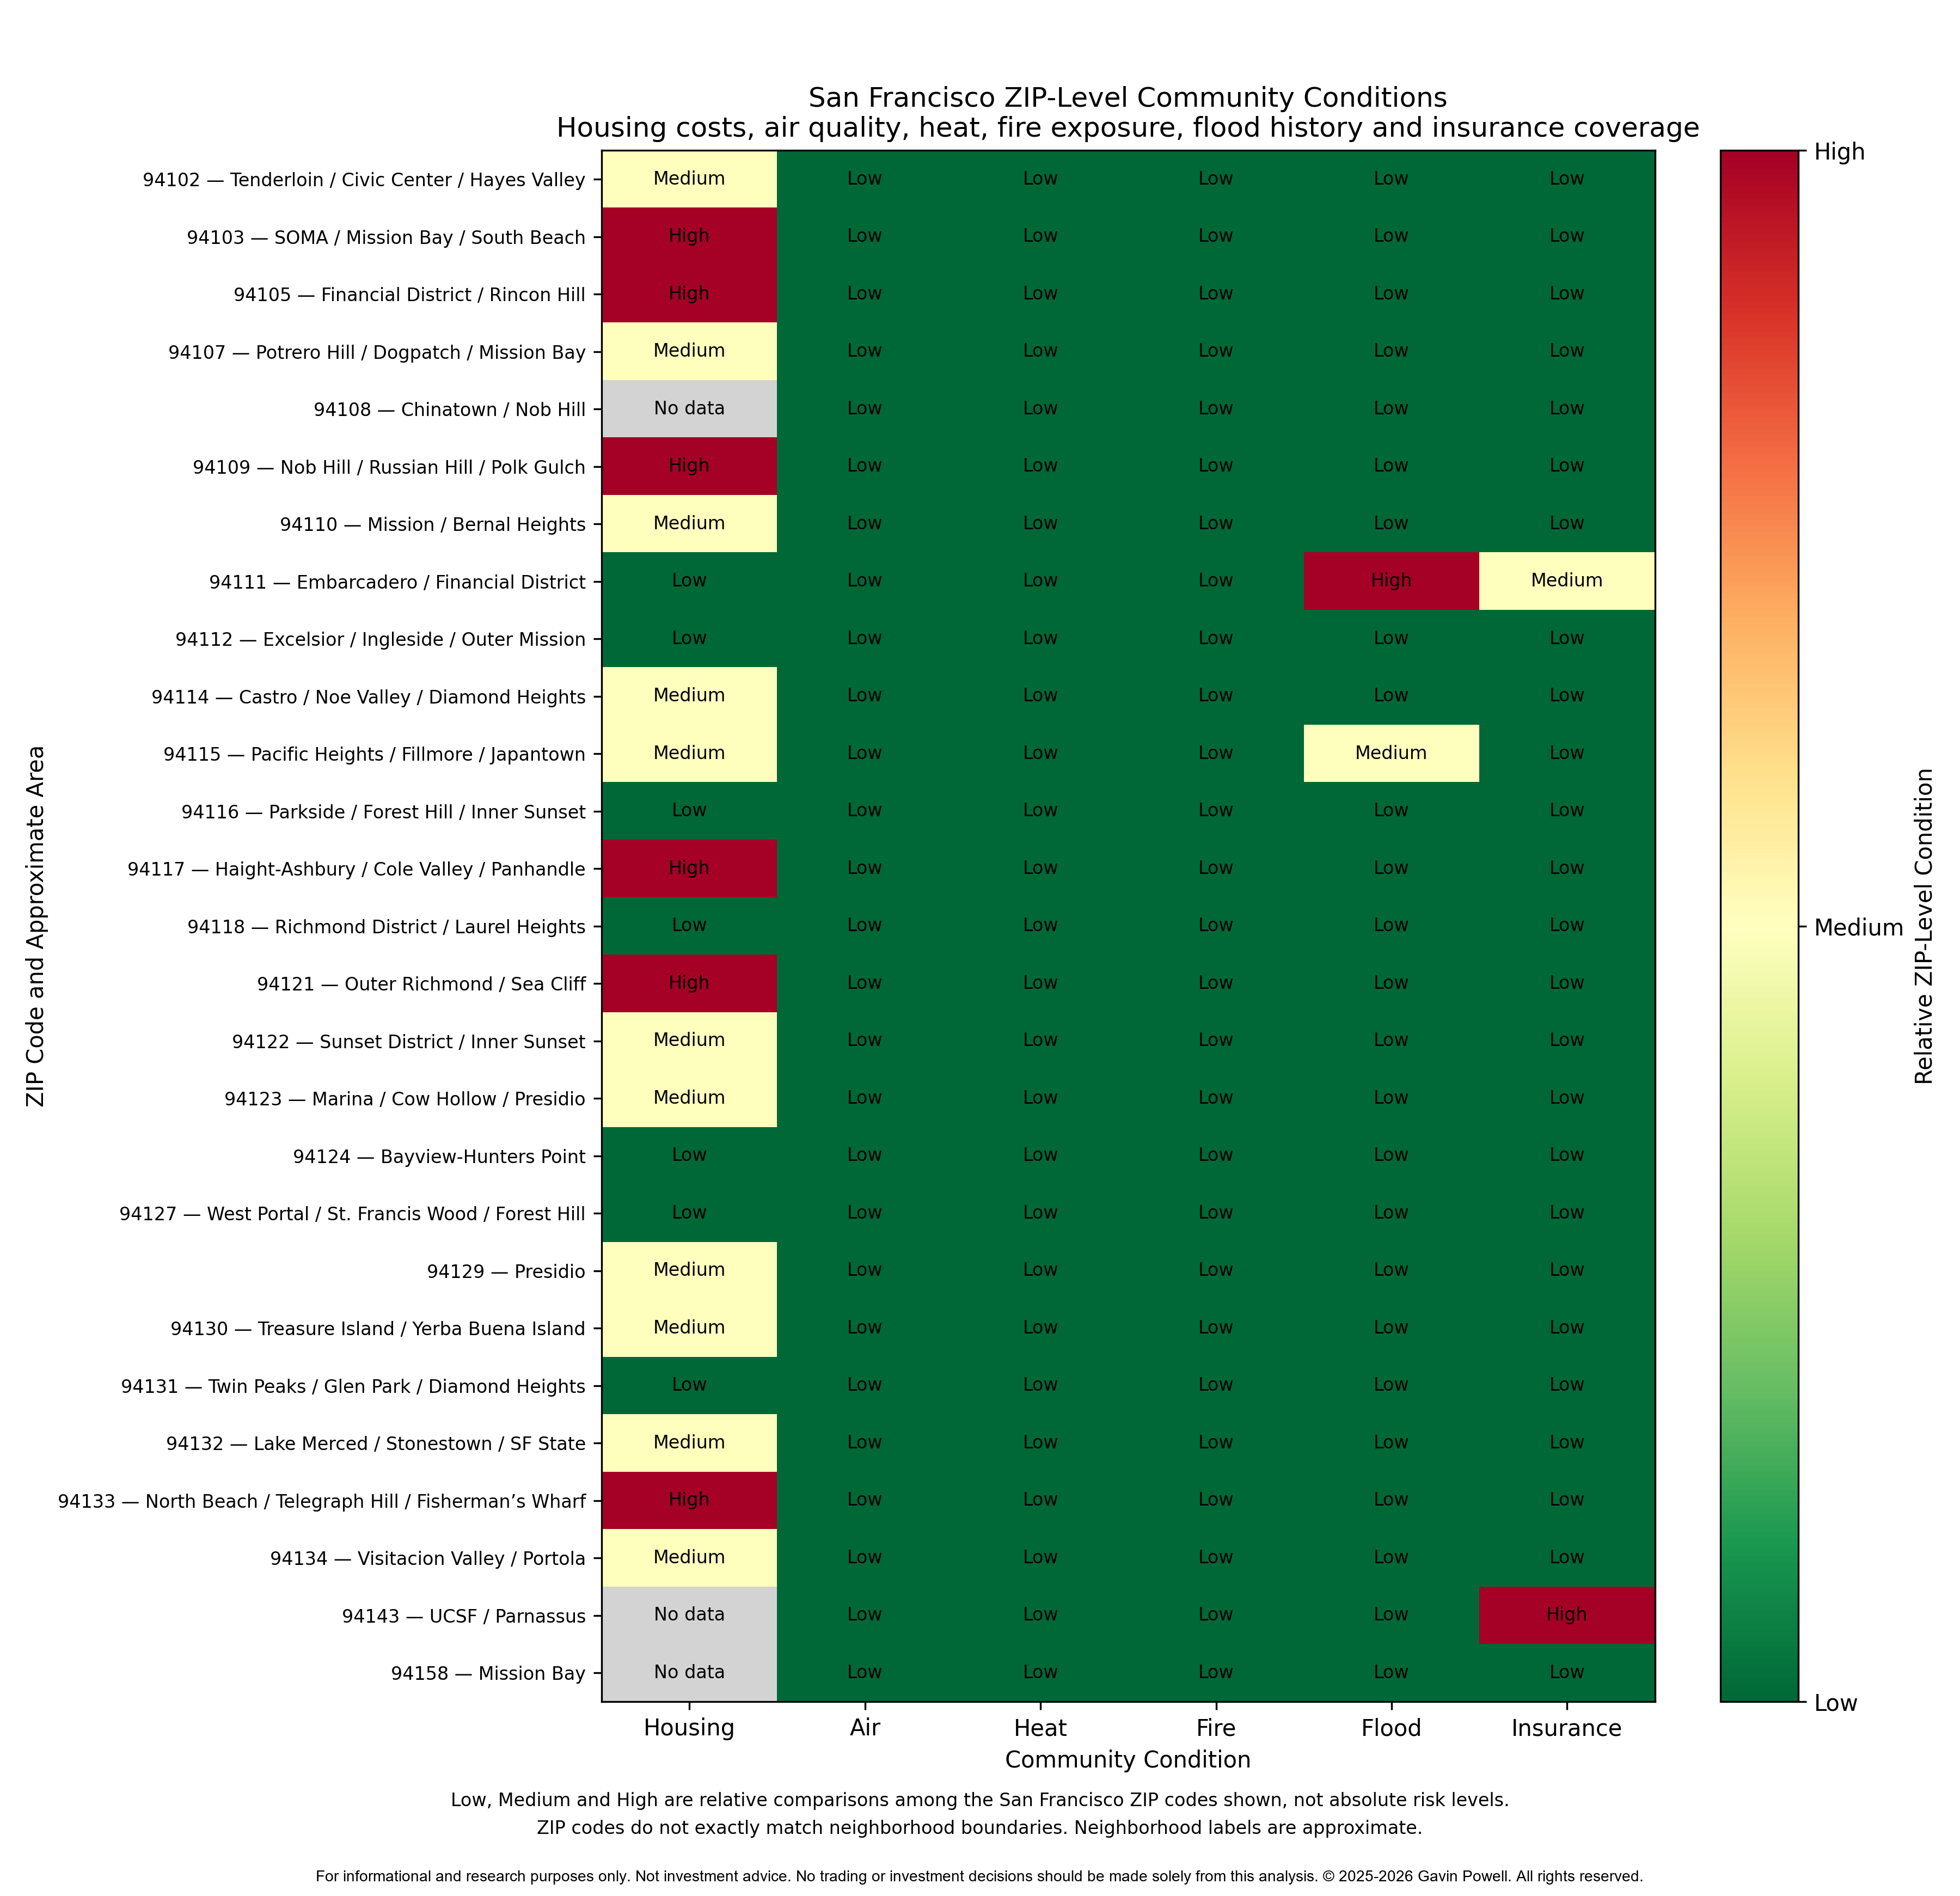 San Francisco ZIP-Level Community Conditions
Housing costs, air quality, heat, fire exposure, flood history and insurance coverage
High
94102 — Tenderloin / Civic Center / Hayes Valley Medium Low Low Low Low Low
94103 — SOMA / Mission Bay / South Beach High Low Low Low Low Low
94105 — Financial District / Rincon Hill High Low Low Low Low Low
94107 — Potrero Hill / Dogpatch / Mission Bay Medium Low Low Low Low Low
94108 — Chinatown / Nob Hill No data Low Low Low Low Low
94109 — Nob Hill / Russian Hill / Polk Gulch High Low Low Low Low Low
94110 — Mission / Bernal Heights Medium Low Low Low Low Low
94111 — Embarcadero / Financial District Low Low Low Low High Medium
94112 — Excelsior / Ingleside / Outer Mission Low Low Low Low Low Low
94114 — Castro / Noe Valley / Diamond Heights Medium Low Low Low Low Low
94115 — Pacific Heights / Fillmore / Japantown Medium Low Low Low Medium Low
94116 — Parkside / Forest Hill / Inner Sunset Low Low Low Low Low Low
94117 — Haight-Ashbury / Cole Valley / Panhandle High Low Low Low Low Low
94118 — Richmond District / Laurel Heights Low Low Low Low Low Low
Medium
94121 — Outer Richmond / Sea Cliff High Low Low Low Low Low
94122 — Sunset District / Inner Sunset Medium Low Low Low Low Low
94123 — Marina / Cow Hollow / Presidio Medium Low Low Low Low Low
94124 — Bayview-Hunters Point Low Low Low Low Low Low
94127 — West Portal / St. Francis Wood / Forest Hill Low Low Low Low Low Low
94129 — Presidio Medium Low Low Low Low Low
94130 — Treasure Island / Yerba Buena Island Medium Low Low Low Low Low
94131 — Twin Peaks / Glen Park / Diamond Heights Low Low Low Low Low Low
94132 — Lake Merced / Stonestown / SF State Medium Low Low Low Low Low
94133 — North Beach / Telegraph Hill / Fisherman’s Wharf High Low Low Low Low Low
94134 — Visitacion Valley / Portola Medium Low Low Low Low Low
94143 — UCSF / Parnassus No data Low Low Low Low High
94158 — Mission Bay No data Low Low Low Low Low
Low
ZIP Code and Approximate Area
Relative ZIP-Level Condition
Housing Air Heat Fire Flood Insurance
Community Condition
Low, Medium and High are relative comparisons among the San Francisco ZIP codes shown, not absolute risk levels.
ZIP codes do not exactly match neighborhood boundaries. Neighborhood labels are approximate.
For informational and research purposes only. Not investment advice. No trading or investment decisions should be made solely from this analysis. © 2025-2026 Gavin Powell. All rights reserved.